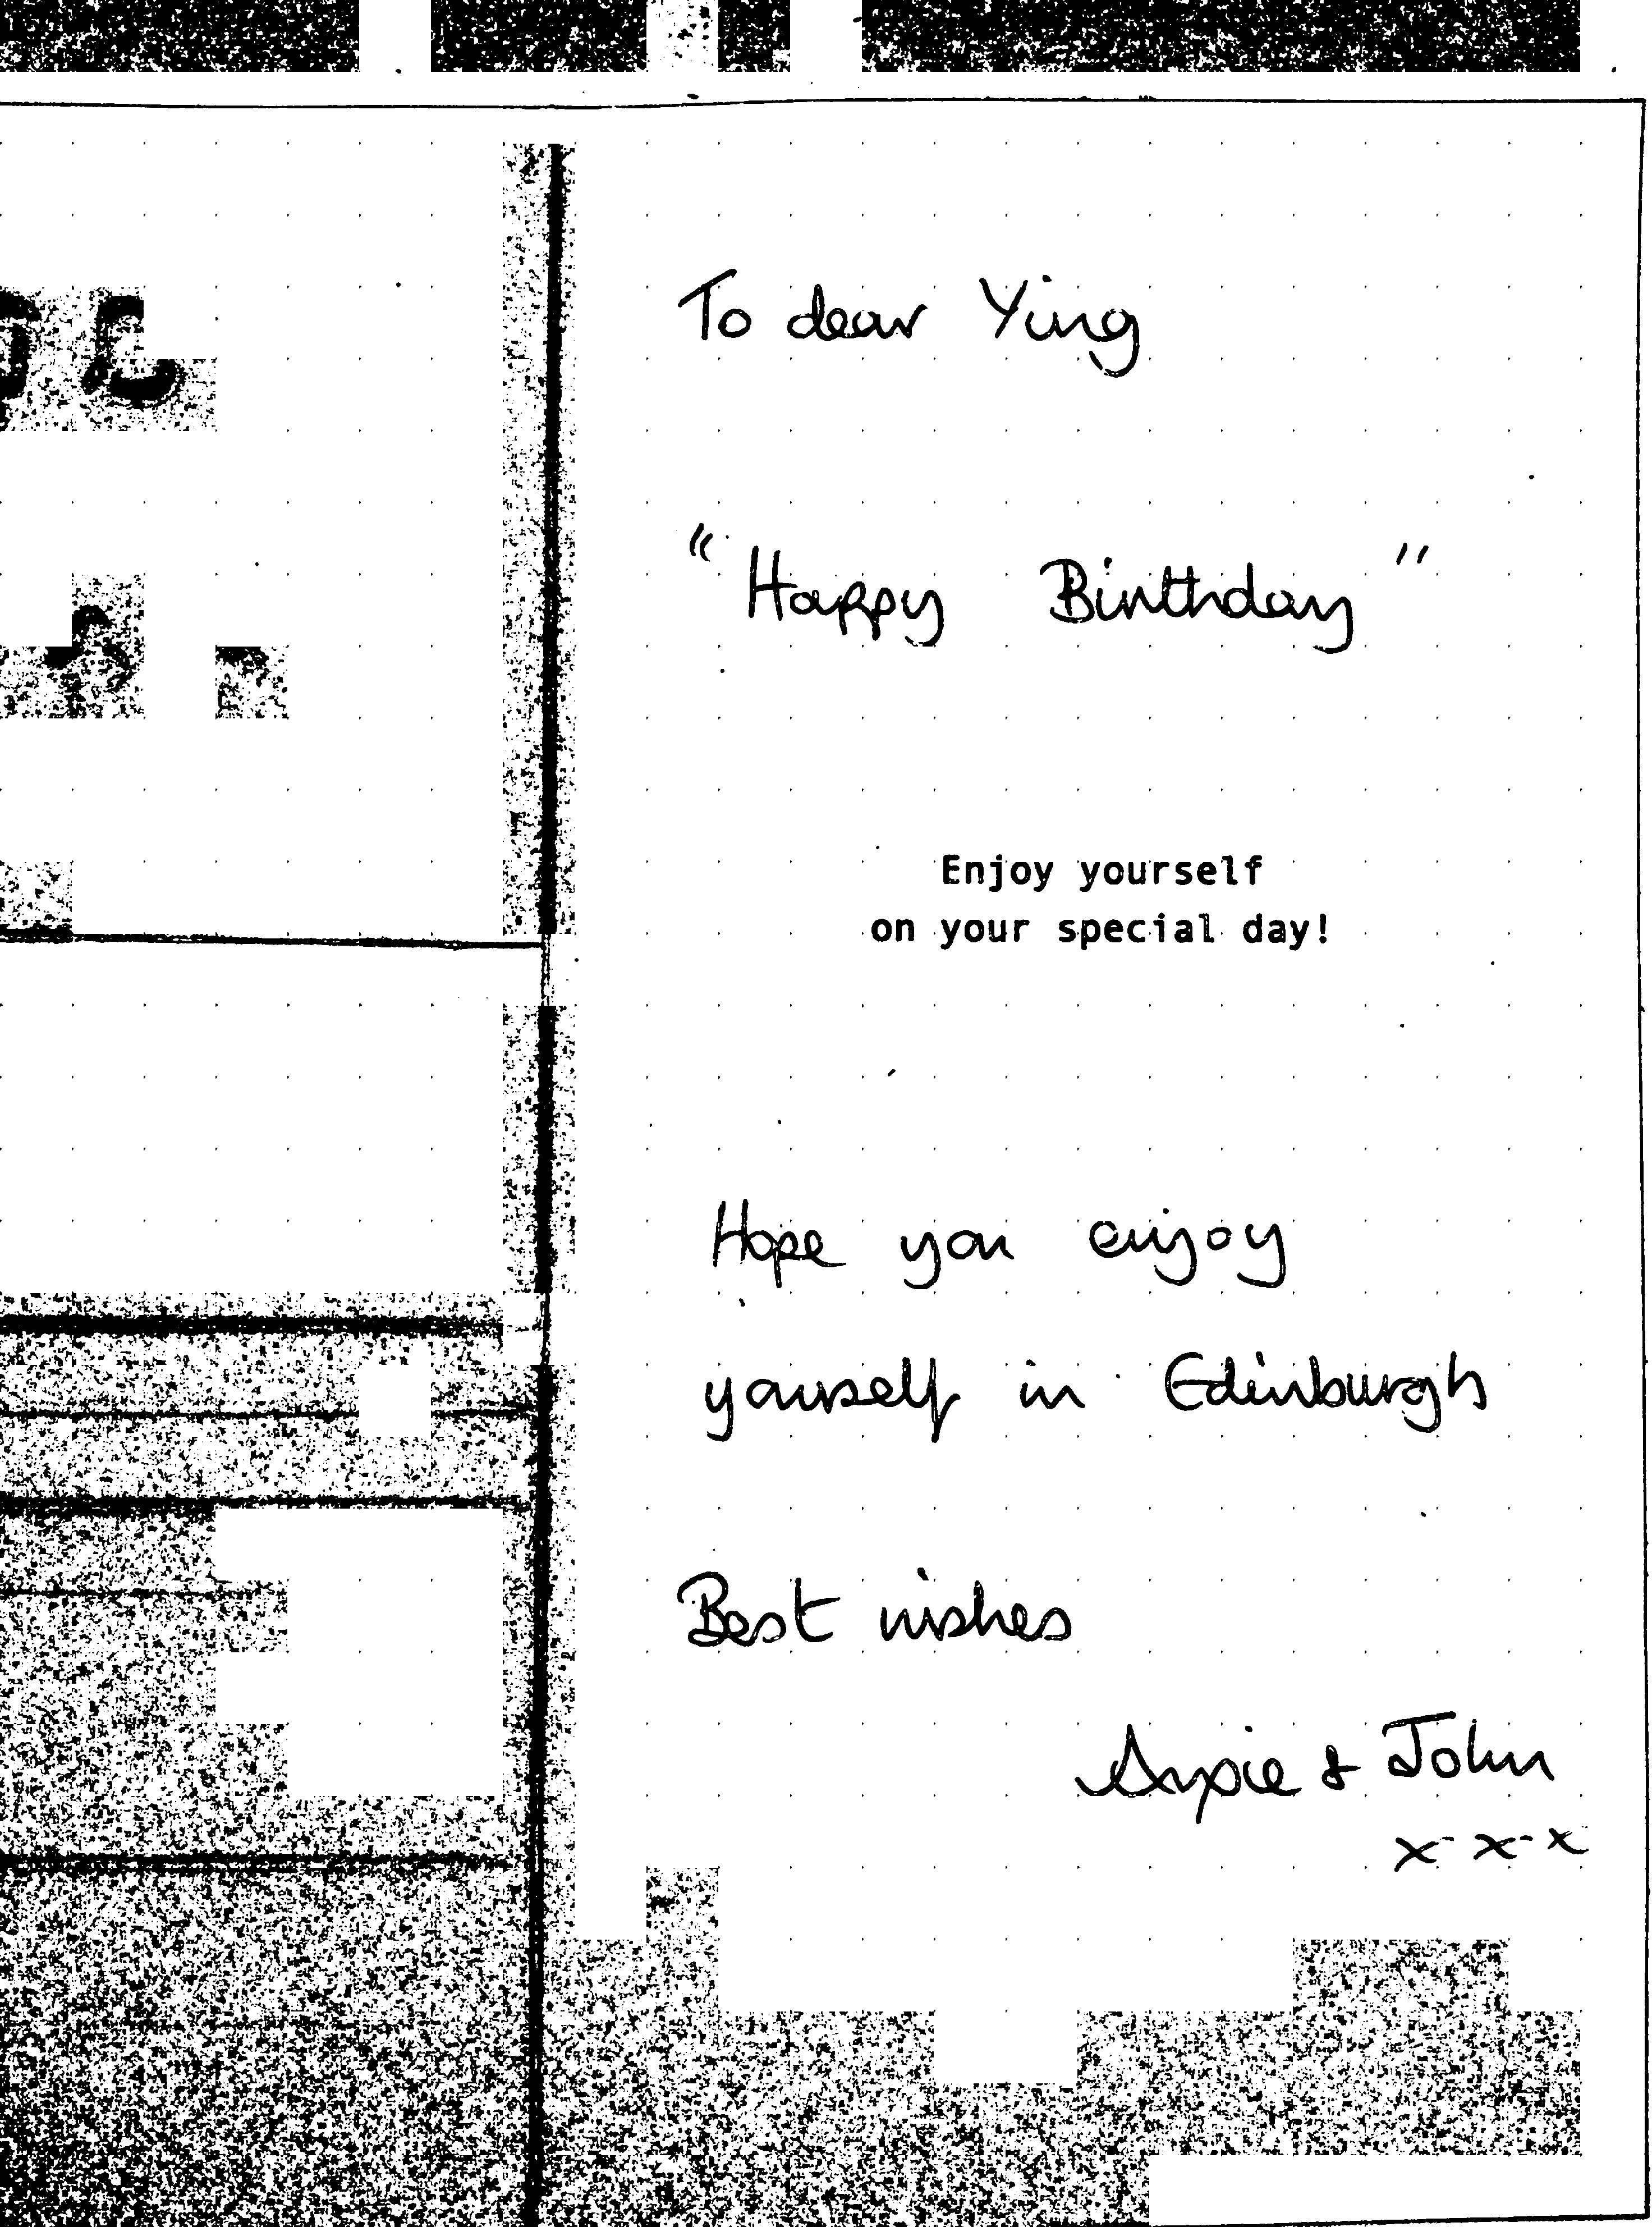 To dear Ying
"Happy Birthday"
Enjoy yourself
on your special day!
Hope you enjoy
yourself in Edinburgh
Best wishes
& John
x x x